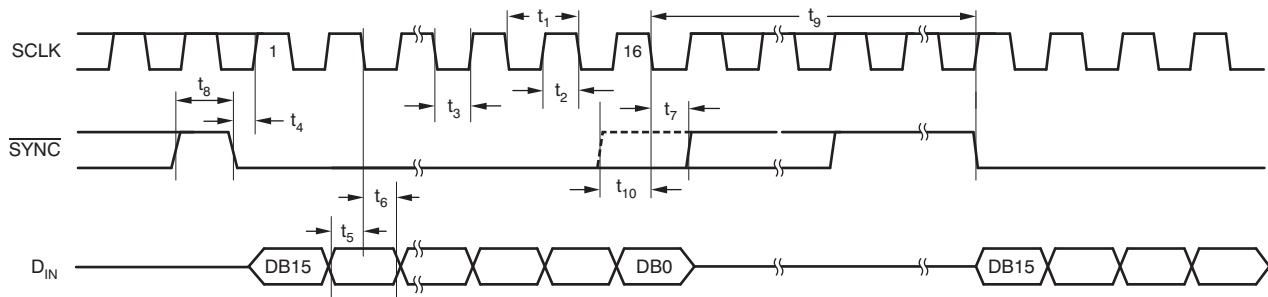 t1 t9
SCLK 1 16
t8 t4 t3 t2 t7
SYNC
t10
t6
t5
DIN DB15 DB0 DB15